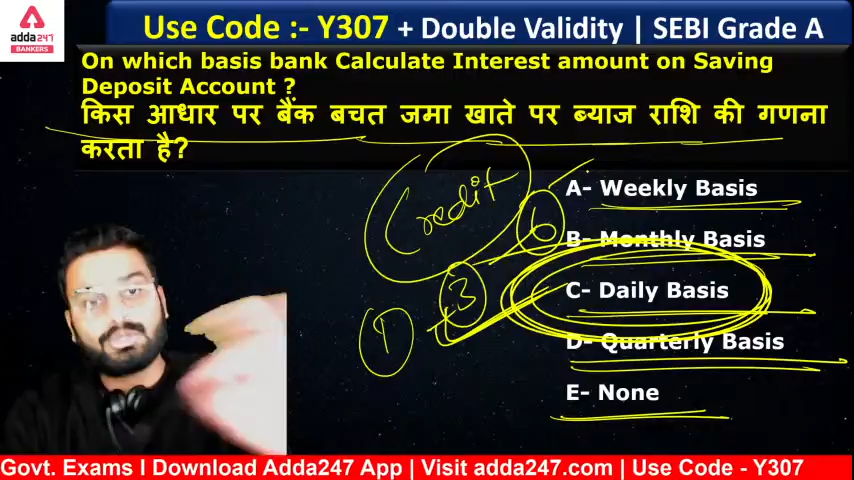 Use Code :- Y307 + Double Validity | SEBI Grade A
adda247
BANKERS
On which basis bank Calculate Interest amount on Saving
Deposit Account ?
किस आधार पर बैंक बचत जमा खाते पर ब्याज राशि की गणना
करता है?
Credit
A- Weekly Basis
6
B- Monthly Basis
3
C- Daily Basis
1
D- Quarterly Basis
E- None
Govt. Exams I Download Adda247 App | Visit adda247.com | Use Code - Y307